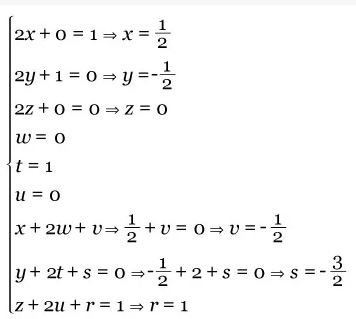 2x + 0 = 1 ⇒ x = 1/2
2y + 1 = 0 ⇒ y = -1/2
2z + 0 = 0 ⇒ z = 0
w = 0
t = 1
u = 0
x + 2w + v ⇒ 1/2 + v = 0 ⇒ v = -1/2
y + 2t + s = 0 ⇒ -1/2 + 2 + s = 0 ⇒ s = -3/2
z + 2u + r = 1 ⇒ r = 1